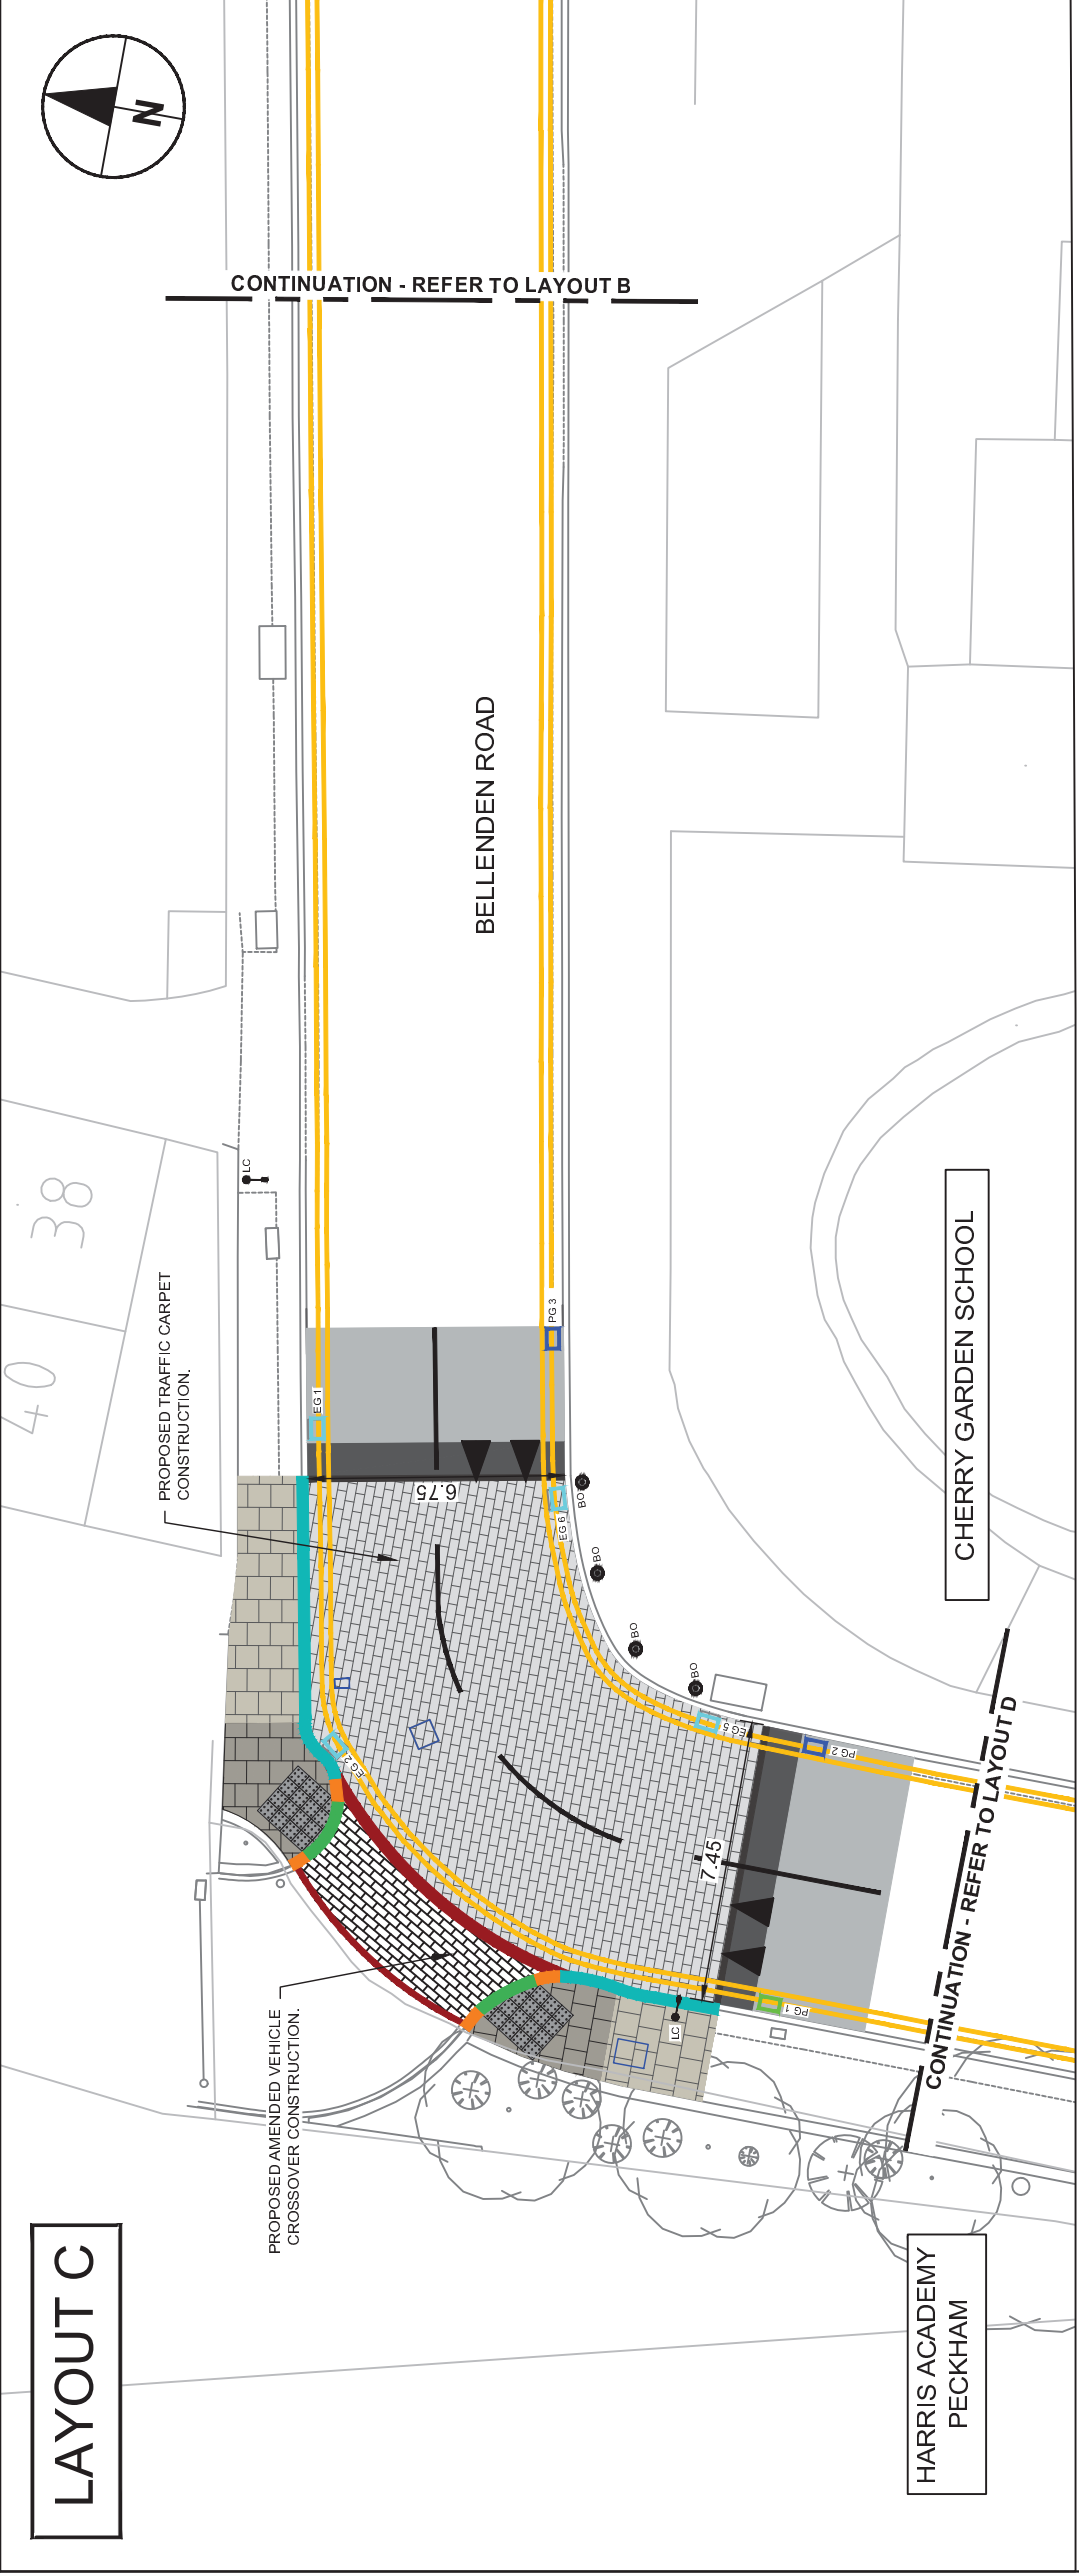 LAYOUT C
N
CONTINUATION - REFER TO LAYOUT B
BELLENDEN ROAD
38
40
LC
PROPOSED TRAFFIC CARPET
CONSTRUCTION.
EG 1
PG 3
6.75
EG 6
BO
BO
BO
BO
EG 2
EG 5
PG 2
7.45
PG 1
LC
PROPOSED AMENDED VEHICLE
CROSSOVER CONSTRUCTION.
CHERRY GARDEN SCHOOL
CONTINUATION - REFER TO LAYOUT D
HARRIS ACADEMY
PECKHAM